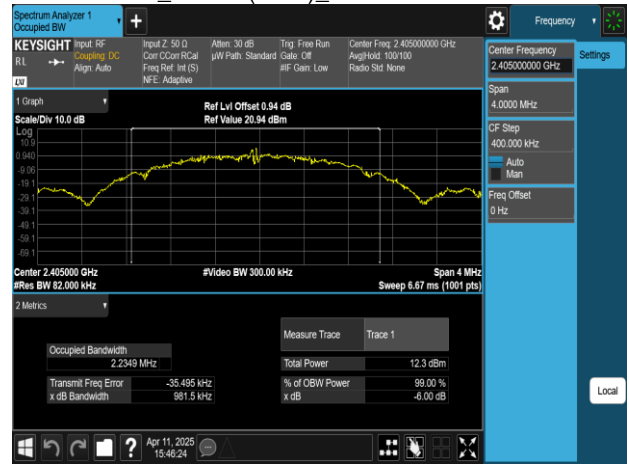 Spectrum Analyzer 1
Occupied BW
Frequency
KEYSIGHT Input: RF Input Z: 50 Ω Atten: 30 dB Trig: Free Run Center Freq: 2.405000000 GHz
R L Coupling: DC Corr CCorr RCal µW Path: Standard Gate: Off Avg|Hold: 100/100
Align: Auto Freq Ref: Int (S) #IF Gain: Low Radio Std: None
LXI NFE: Adaptive
Center Frequency
2.405000000 GHz
Settings
Span
4.0000 MHz
CF Step
400.000 kHz
Auto
Man
Freq Offset
0 Hz
Local
1 Graph
Ref Lvl Offset 0.94 dB
Scale/Div 10.0 dB Ref Value 20.94 dBm
Log
10.9
0.940
-9.06
-19.1
-29.1
-39.1
-49.1
-59.1
-69.1
Center 2.405000 GHz #Video BW 300.00 kHz Span 4 MHz
#Res BW 82.000 kHz Sweep 6.67 ms (1001 pts)
2 Metrics
Measure Trace Trace 1
Occupied Bandwidth
2.2349 MHz Total Power 12.3 dBm
Transmit Freq Error -35.495 kHz % of OBW Power 99.00 %
x dB Bandwidth 981.5 kHz x dB -6.00 dB
? Apr 11, 2025
15:46:24